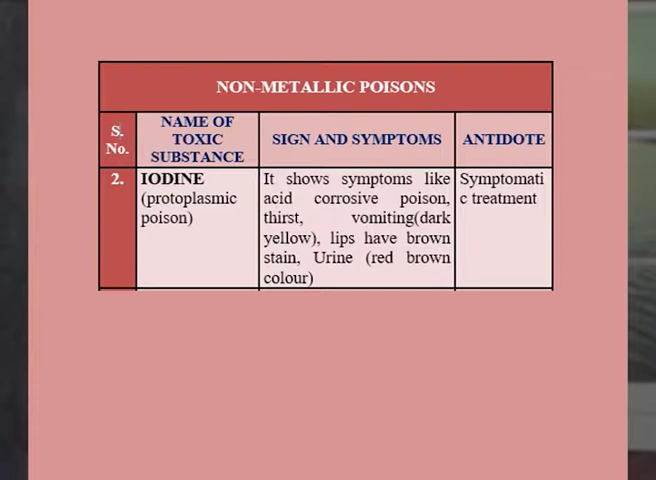 NON-METALLIC POISONS
S. No.
NAME OF TOXIC SUBSTANCE
SIGN AND SYMPTOMS
ANTIDOTE
2.
IODINE
(protoplasmic
poison)
It shows symptoms like
acid corrosive poison,
thirst, vomiting(dark
yellow), lips have brown
stain, Urine (red brown
colour)
Symptomati
c treatment